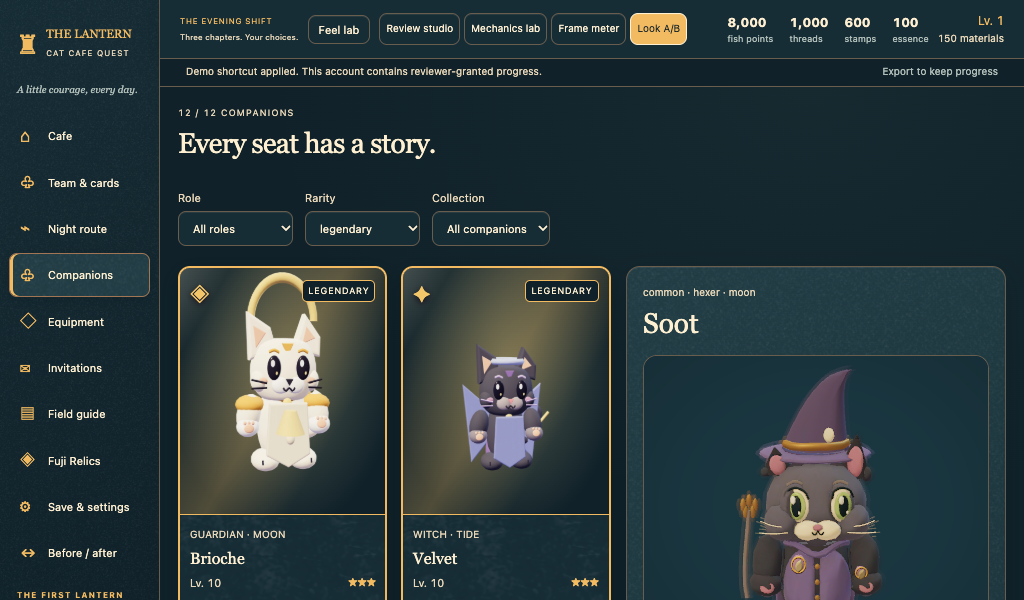 THE LANTERN
CAT CAFE QUEST
A little courage, every day.
Cafe
Team & cards
Night route
Companions
Equipment
Invitations
Field guide
Fuji Relics
Save & settings
Before / after
THE FIRST LANTERN
THE EVENING SHIFT
Three chapters. Your choices.
Feel lab
Review studio
Mechanics lab
Frame meter
Look A/B
8,000
fish points
1,000
threads
600
stamps
100
essence
Lv. 1
150 materials
Demo shortcut applied. This account contains reviewer-granted progress.
Export to keep progress
12 / 12 COMPANIONS
Every seat has a story.
Role
Rarity
Collection
All roles
legendary
All companions
LEGENDARY
GUARDIAN · MOON
Brioche
Lv. 10
LEGENDARY
WITCH · TIDE
Velvet
Lv. 10
common · hexer · moon
Soot